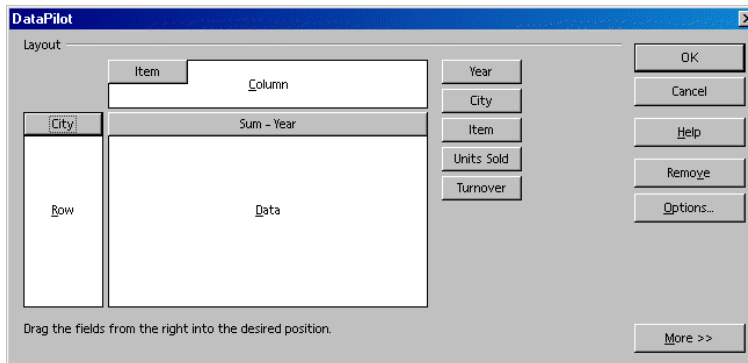 DataPilot
Layout
Item
Column
City
Sum - Year
Row
Data
Year
City
Item
Units Sold
Turnover
OK
Cancel
Help
Remove
Options...
Drag the fields from the right into the desired position.
More >>